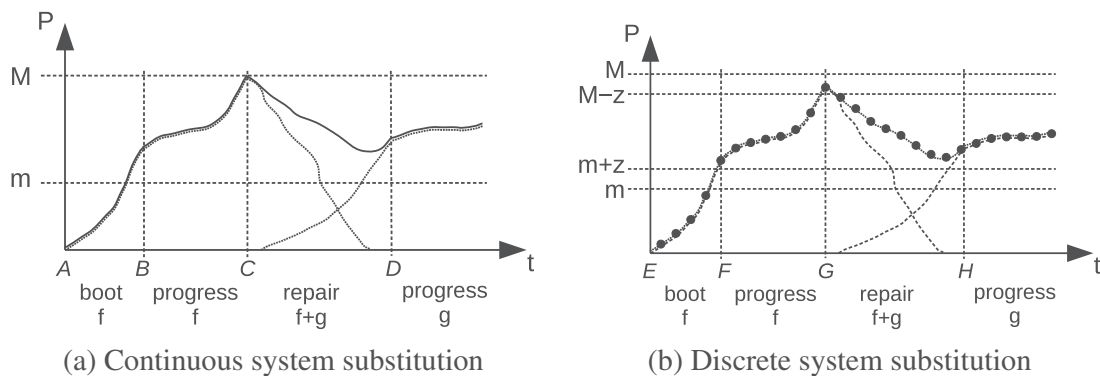 P
M
m
t
A B C D
boot progress repair progress
f f f+g g
(a) Continuous system substitution
P
M
M−z
m+z
m
t
E F G H
boot progress repair progress
f f f+g g
(b) Discrete system substitution